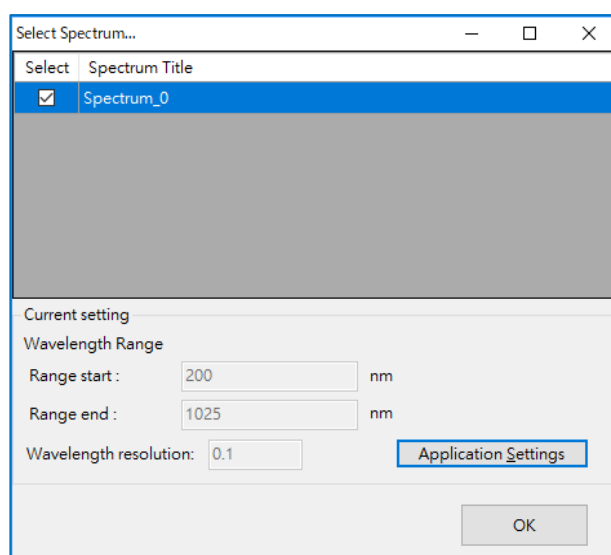 Select Spectrum...
Select Spectrum Title
Spectrum_0
Current setting
Wavelength Range
Range start : 200 nm
Range end : 1025 nm
Wavelength resolution: 0.1 Application Settings
OK